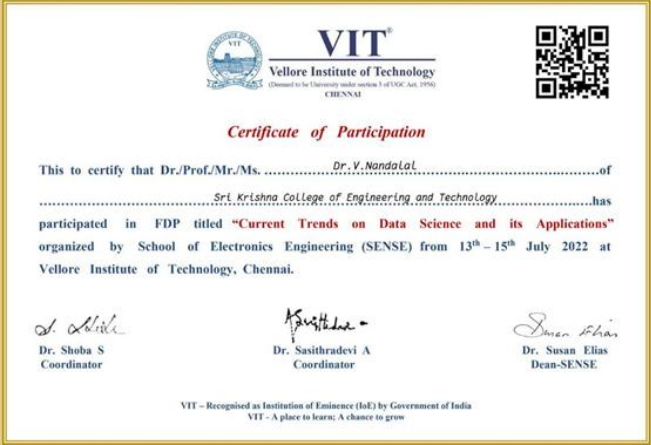 VIT®
Vellore Institute of Technology
(Deemed to be University under section 3 of UGC Act, 1956)
CHENNAI
Certificate of Participation
This to certify that Dr./Prof./Mr./Ms. ................Dr.V.Nandalal................of
................Sri Krishna College of Engineering and Technology................has
participated in FDP titled “Current Trends on Data Science and its Applications”
organized by School of Electronics Engineering (SENSE) from 13th – 15th July 2022 at
Vellore Institute of Technology, Chennai.
Dr. Shoba S
Coordinator
Dr. Sasithradevi A
Coordinator
Dr. Susan Elias
Dean-SENSE
VIT – Recognised as Institution of Eminence (IoE) by Government of India
VIT - A place to learn; A chance to grow